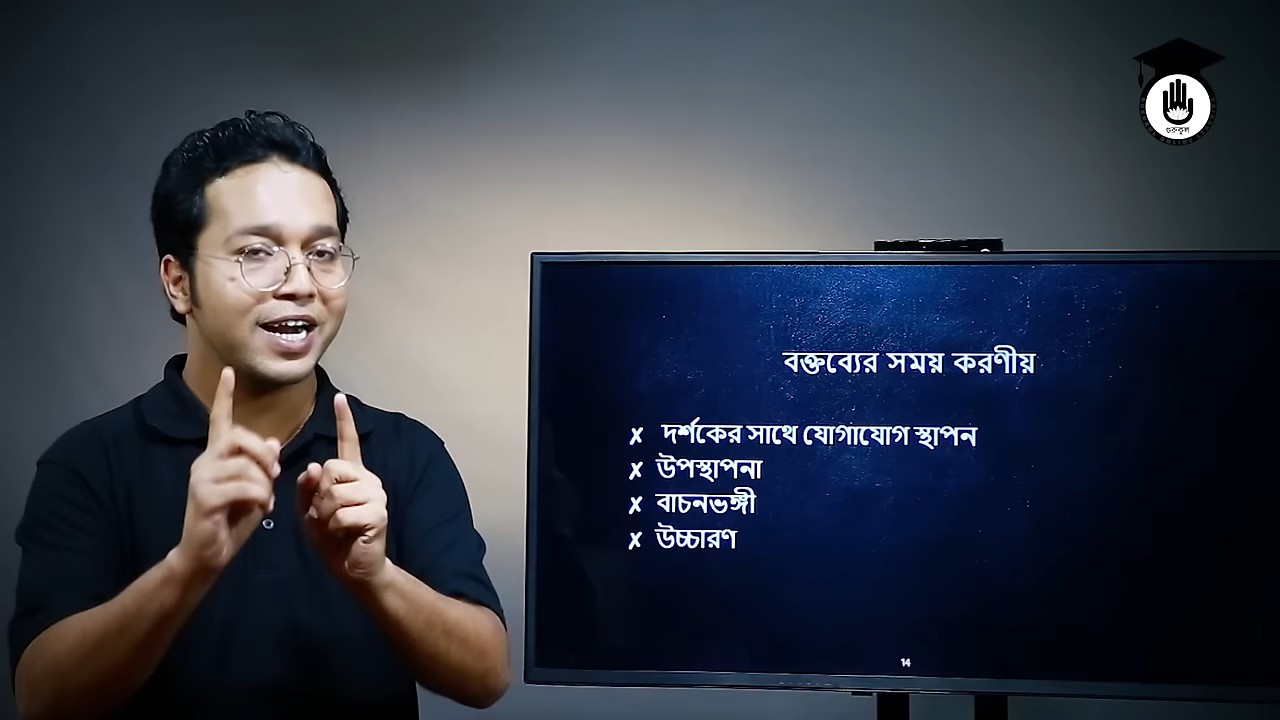 গুরুকুল
বক্তব্যের সময় করণীয়
x দর্শকের সাথে যোগাযোগ স্থাপন
x উপস্থাপনা
x বাচনভঙ্গী
x উচ্চারণ
14